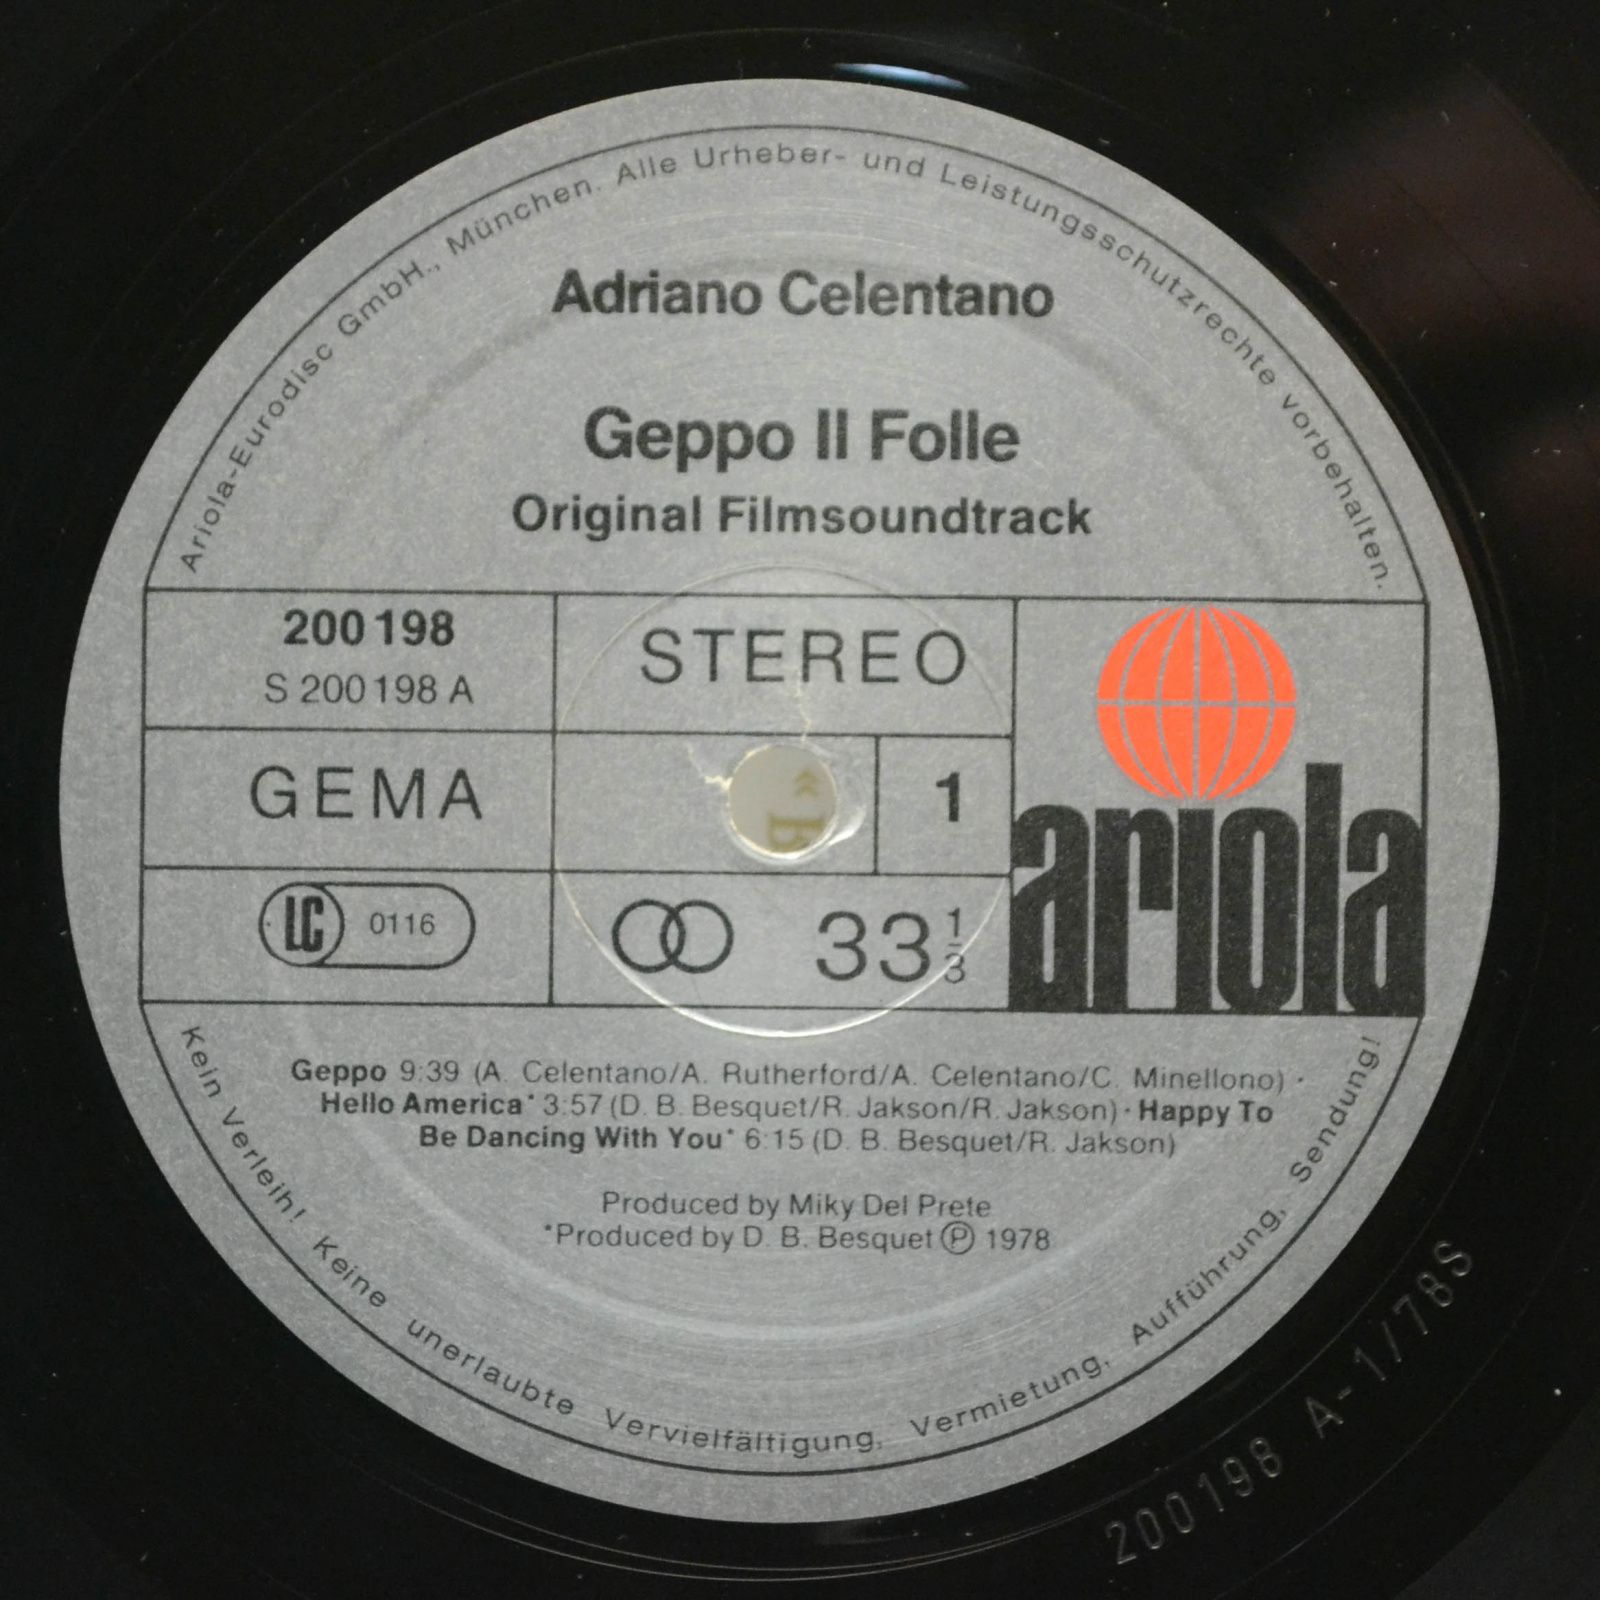 Ariola-Eurodisc GmbH., München. Alle Urheber- und Leistungsschutzrechte vorbehalten.
Adriano Celentano
Geppo Il Folle
Original Filmsoundtrack
200 198
S 200 198 A
STEREO
GEMA
1
LC 0116
33 1/3
ariola
Geppo 9:39 (A. Celentano/A. Rutherford/A. Celentano/C. Minellono) ·
Hello America* 3:57 (D. B. Besquet/R. Jakson/R. Jakson) · Happy To
Be Dancing With You* 6:15 (D. B. Besquet/R. Jakson)
Produced by Miky Del Prete
*Produced by D. B. Besquet Ⓟ 1978
Kein Verleih! Keine unerlaubte Vervielfältigung, Vermietung, Aufführung, Sendung!
200198 A-1/78S